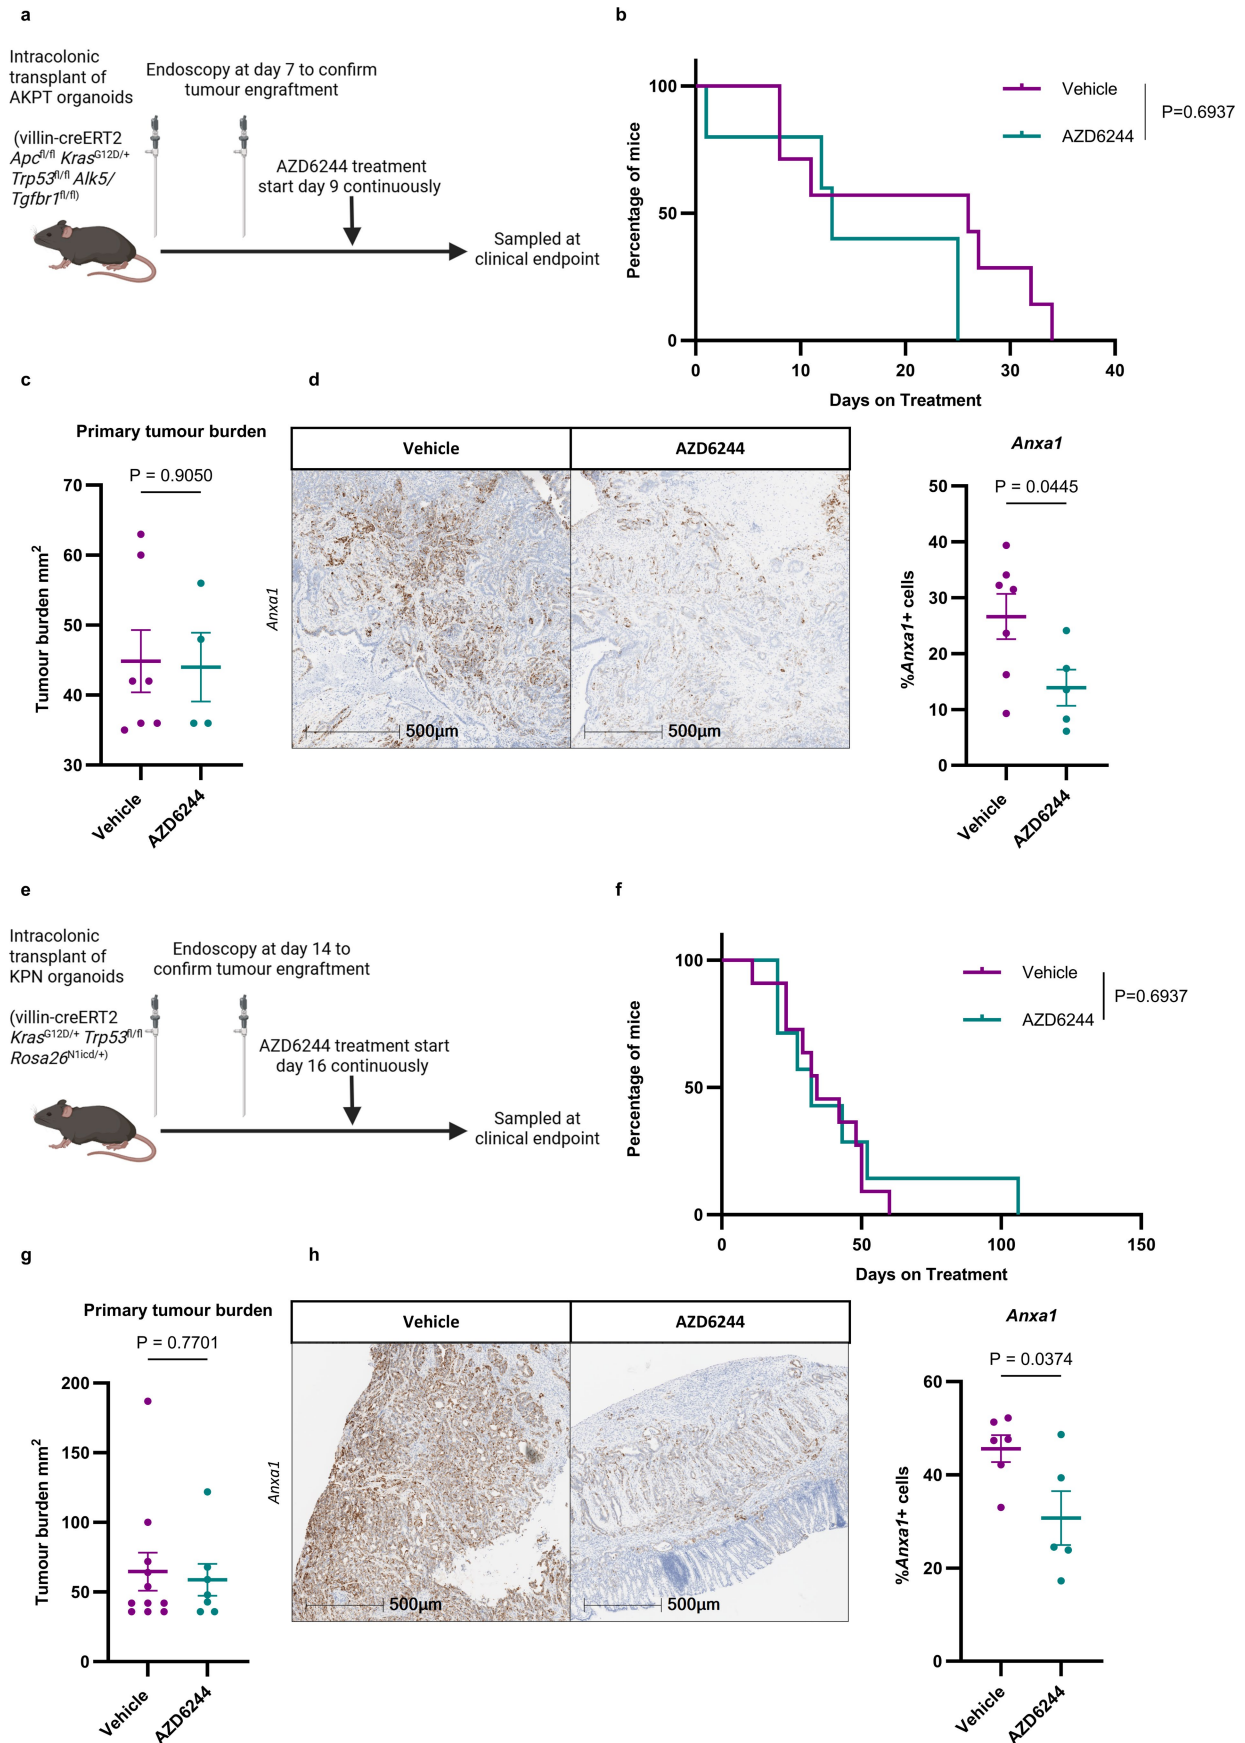 a
Intracolonic
transplant of
AKPT organoids
(villin-creERT2
Apcfl/fl KrasG12D/+
Trp53fl/fl Alk5/
Tgfbr1fl/fl)
Endoscopy at day 7 to confirm
tumour engraftment
AZD6244 treatment
start day 9 continuously
Sampled at
clinical endpoint
b
Percentage of mice
100
50
0
0 10 20 30 40
Days on Treatment
Vehicle
AZD6244
P=0.6937
c
Primary tumour burden
P = 0.9050
Tumour burden mm2
70
60
50
40
30
Vehicle
AZD6244
d
Vehicle
AZD6244
Anxa1
500µm
500µm
Anxa1
P = 0.0445
%Anxa1+ cells
50
40
30
20
10
0
Vehicle
AZD6244
e
Intracolonic
transplant of
KPN organoids
(villin-creERT2
KrasG12D/+ Trp53fl/fl
Rosa26N1icd/+)
Endoscopy at day 14 to
confirm tumour engraftment
AZD6244 treatment start
day 16 continuously
Sampled at
clinical endpoint
f
Percentage of mice
100
50
0
0 50 100 150
Days on Treatment
Vehicle
AZD6244
P=0.6937
g
Primary tumour burden
P = 0.7701
Tumour burden mm2
200
150
100
50
0
Vehicle
AZD6244
h
Vehicle
AZD6244
Anxa1
500µm
500µm
Anxa1
P = 0.0374
%Anxa1+ cells
60
40
20
0
Vehicle
AZD6244